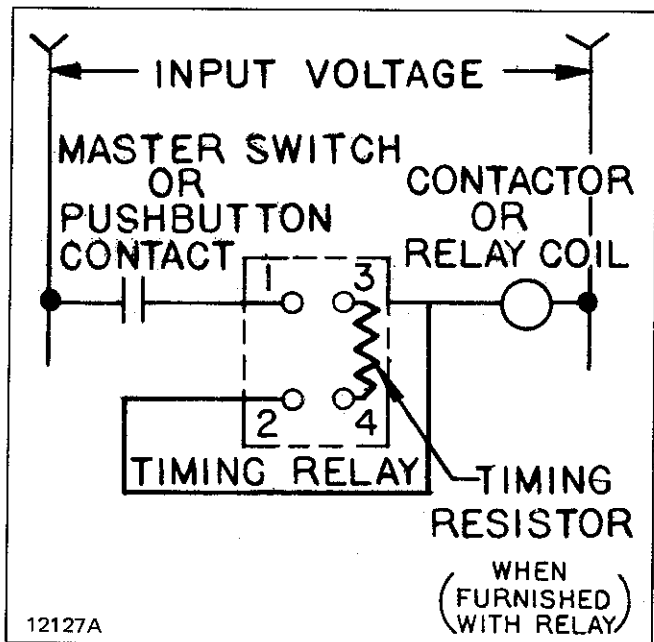 INPUT VOLTAGE
MASTER SWITCH
OR
PUSHBUTTON
CONTACT
CONTACTOR
OR
RELAY COIL
1 3
2 4
TIMING RELAY
TIMING
RESISTOR
(WHEN
FURNISHED
WITH RELAY)
12127A